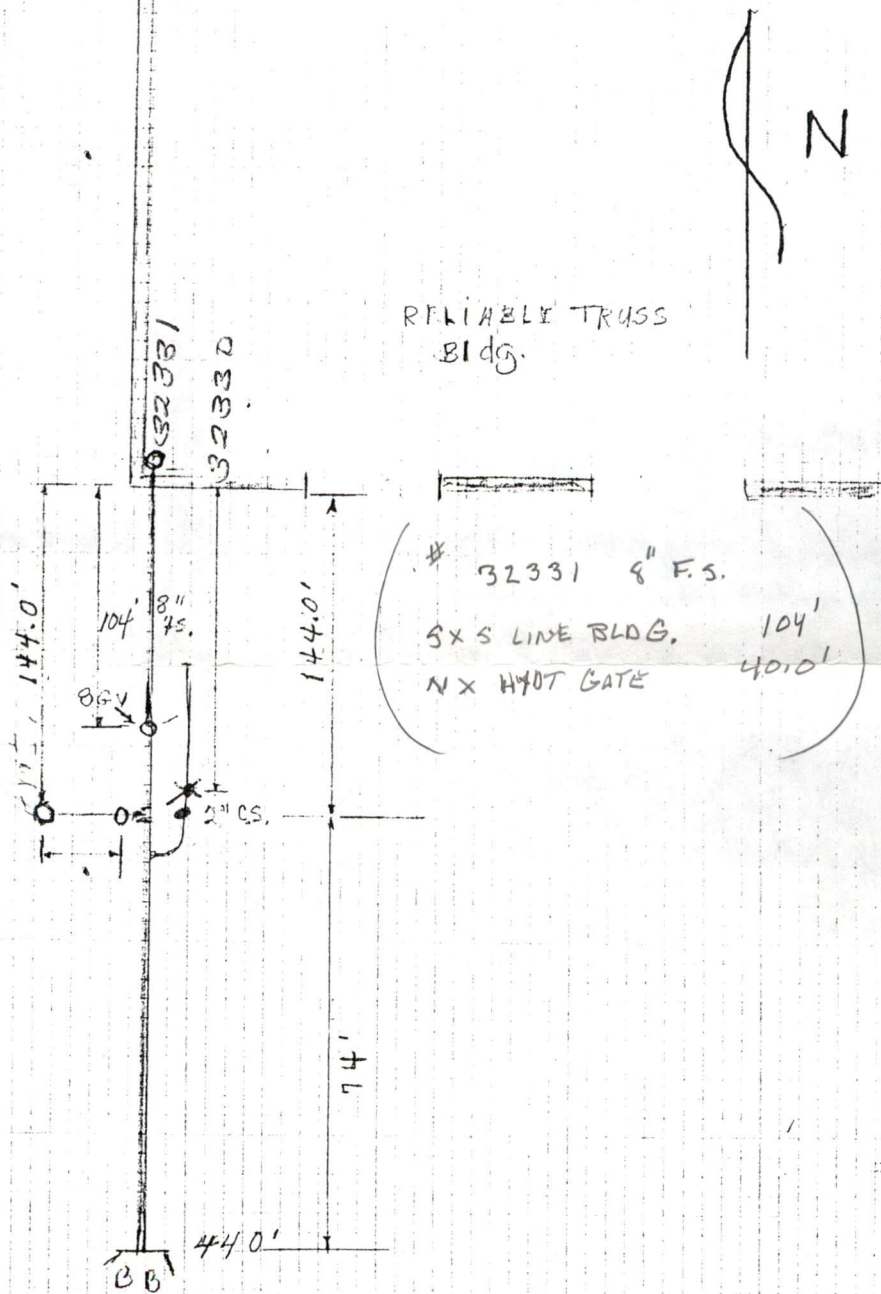 N
RELIABLE TRUSS
Bldg.
32331
32330
# 32331 8" F.S.
S X S LINE BLDG. 104'
N X HYDT GATE 40.0'
144.0'
104'
8"
F.S.
144.0'
8GV
2" C.S.
74'
44.0'
BB